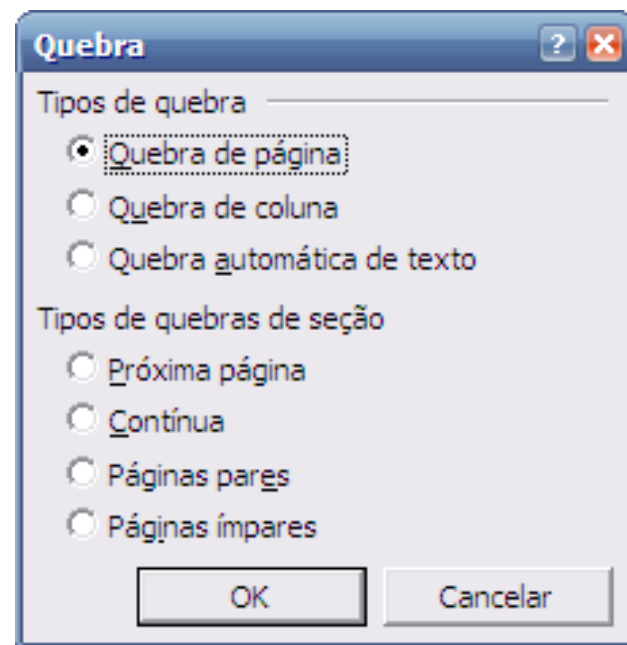 Quebra
Tipos de quebra
Quebra de página
Quebra de coluna
Quebra automática de texto
Tipos de quebras de seção
Próxima página
Contínua
Páginas pares
Páginas ímpares
OK Cancelar